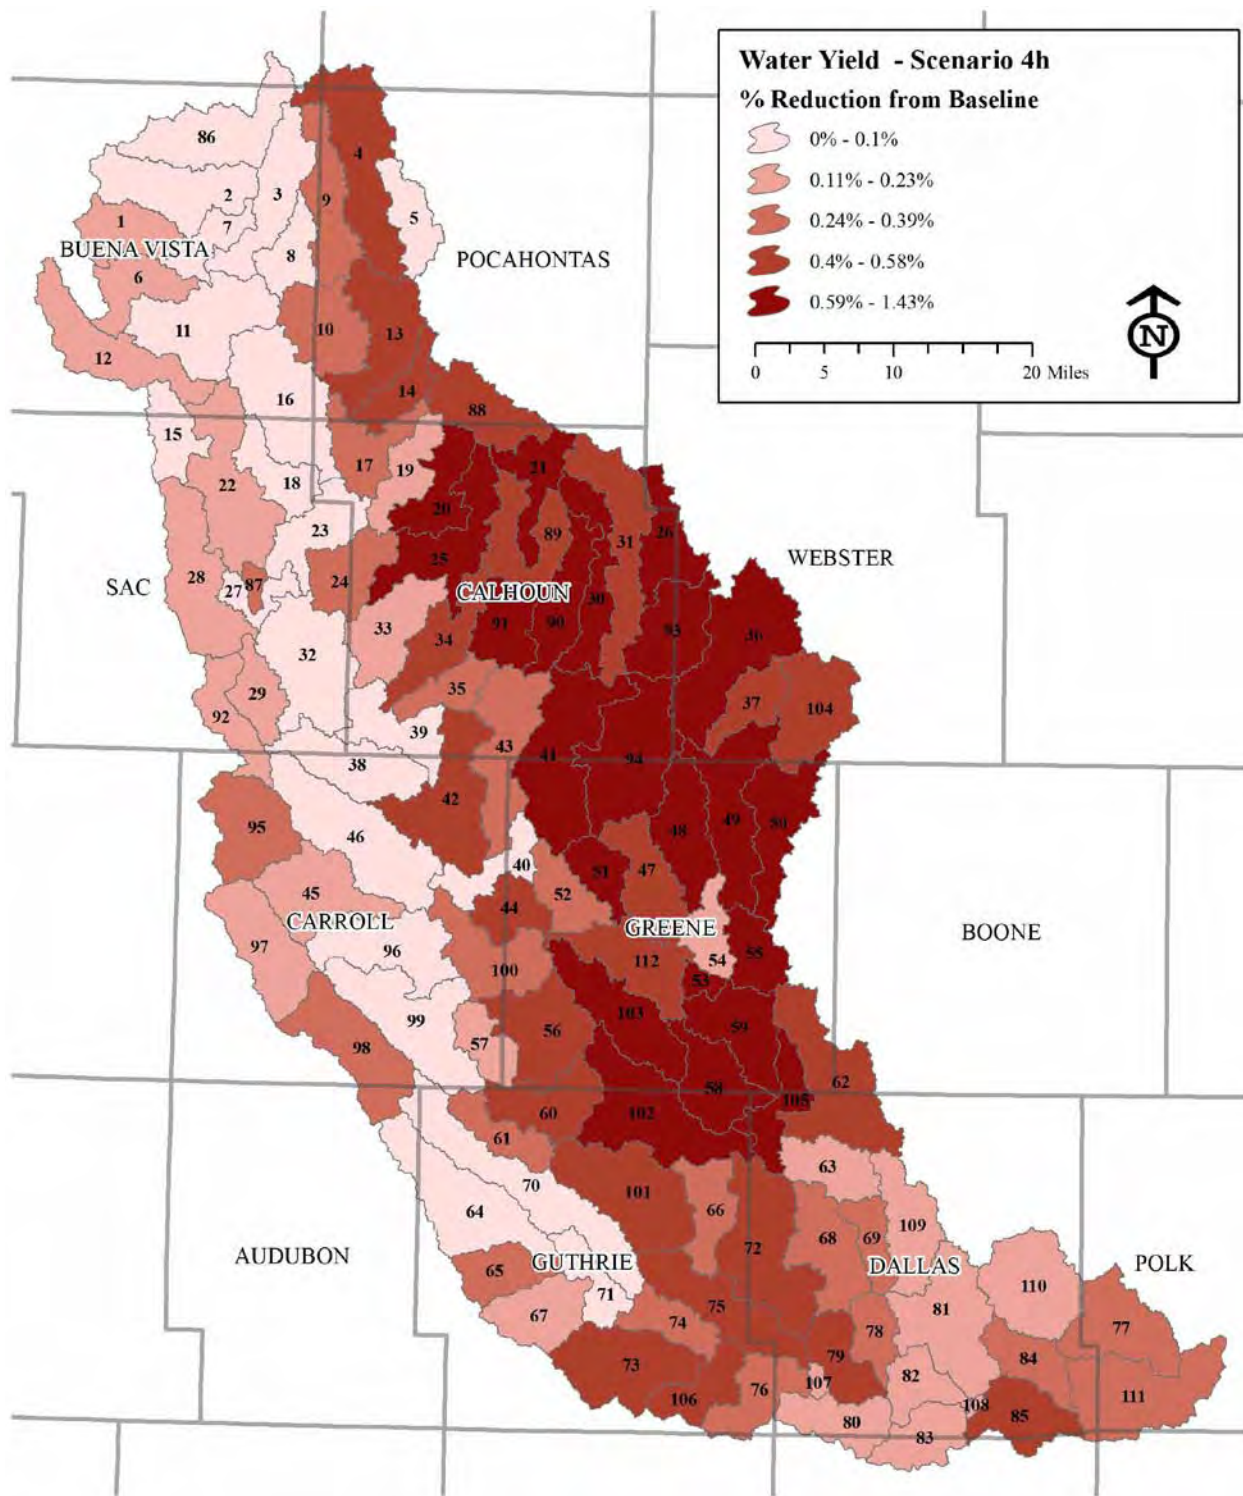 Water Yield - Scenario 4h
% Reduction from Baseline
0% - 0.1%
0.11% - 0.23%
0.24% - 0.39%
0.4% - 0.58%
0.59% - 1.43%
0 5 10 20 Miles
N
86
4
2 3
9
1 7 5
BUENA VISTA 8 POCAHONTAS
6
11 10 13
12
16 14
88
15
17 19 21
22 18
20
23 89 31 26
25 WEBSTER
SAC 28 27 87 24 CALHOUN
33 91 90 30 93 36
34
32
29 35 37 104
92 39
38 43 41 94
42
95 46 48 49 50
40 51 47
45 44 52
CARROLL GREENE
97 96 55 BOONE
100 112 54
53
99 103
98 57 56 59
58 62
60 102 105
61
63
70 101
64 66 109
72 68 69
AUDUBON GUTHRIE DALLAS POLK
65 71 110
67 75 81
74 78 77
73 79 84
106 76 107 82
80 108 85 111
83